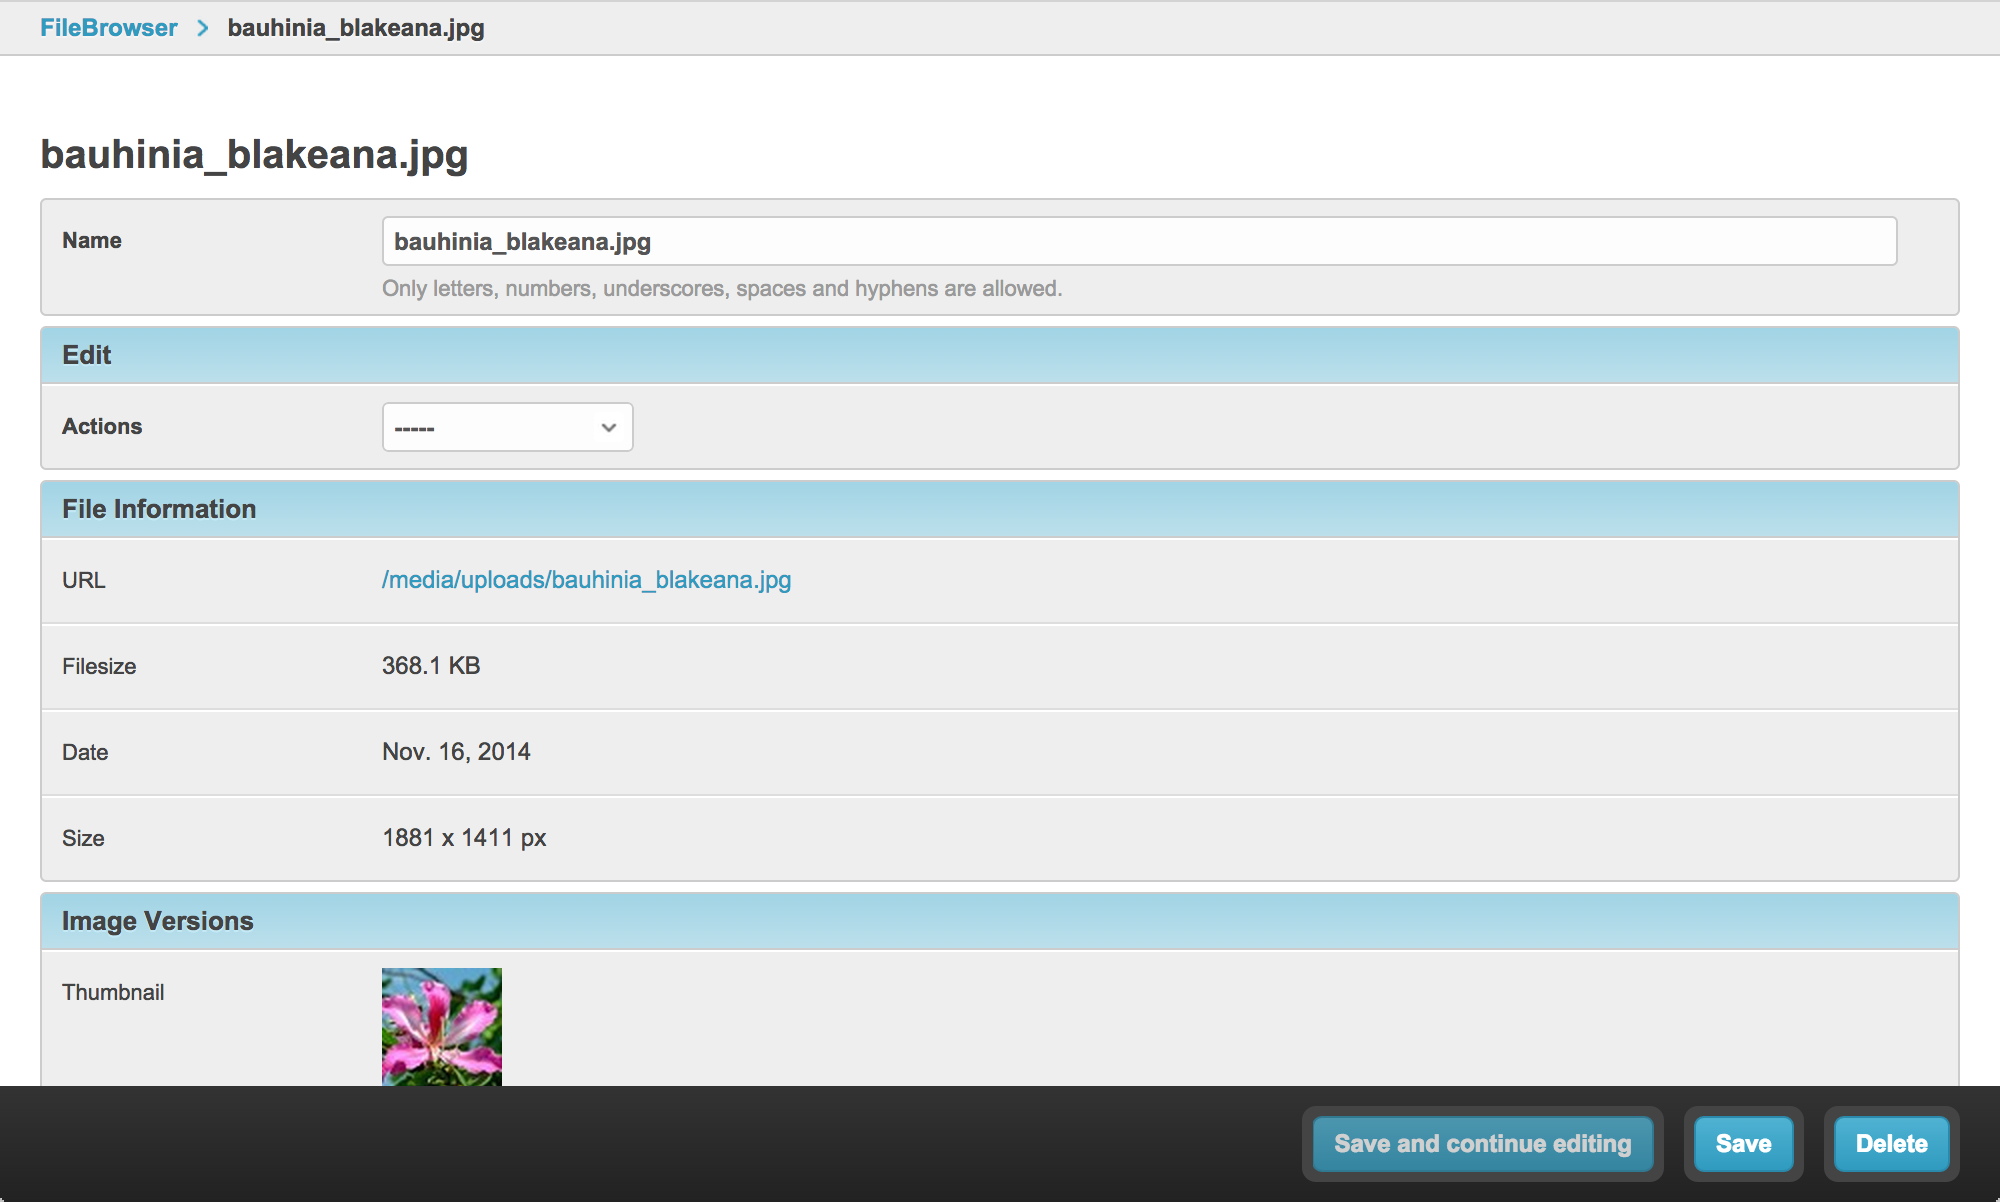 FileBrowser > bauhinia_blakeana.jpg
bauhinia_blakeana.jpg
Name bauhinia_blakeana.jpg
Only letters, numbers, underscores, spaces and hyphens are allowed.
Edit
Actions -----
File Information
URL /media/uploads/bauhinia_blakeana.jpg
Filesize 368.1 KB
Date Nov. 16, 2014
Size 1881 x 1411 px
Image Versions
Thumbnail
Save and continue editing Save Delete